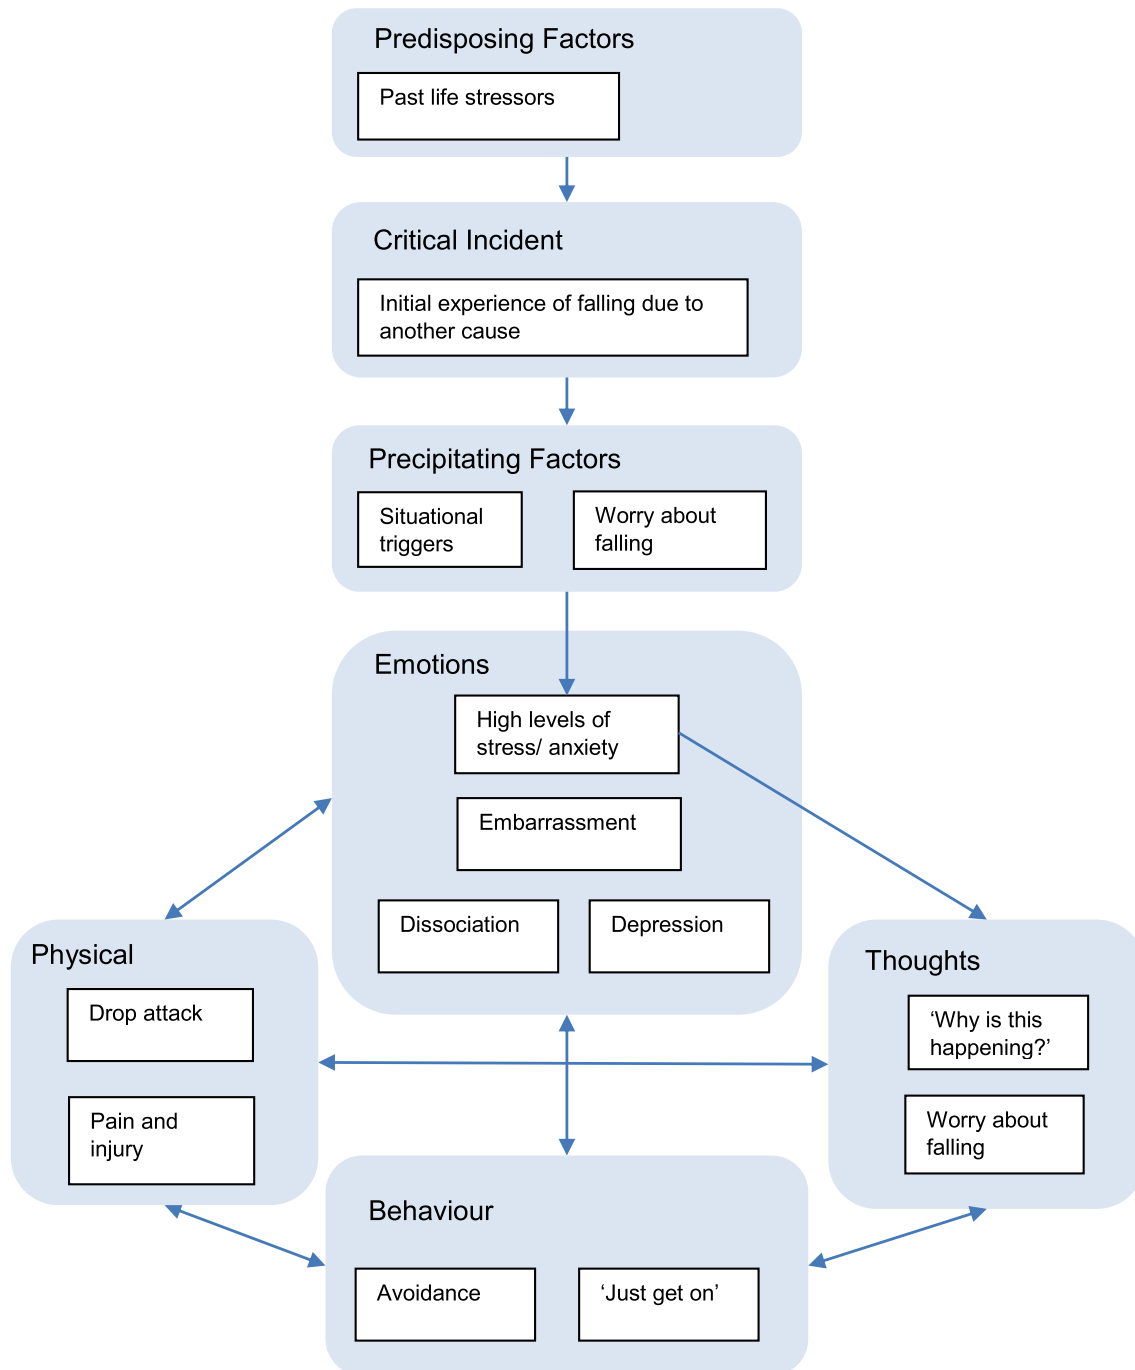 Predisposing Factors
Past life stressors
Critical Incident
Initial experience of falling due to
another cause
Precipitating Factors
Situational
triggers
Worry about
falling
Emotions
High levels of
stress/ anxiety
Embarrassment
Dissociation
Depression
Physical
Drop attack
Pain and
injury
Thoughts
‘Why is this
happening?’
Worry about
falling
Behaviour
Avoidance
‘Just get on’